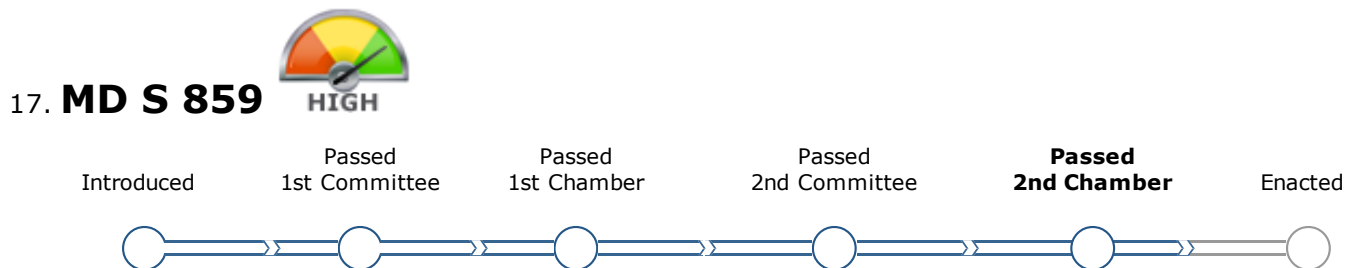 17. MD S 859
HIGH
Introduced
Passed
1st Committee
Passed
1st Chamber
Passed
2nd Committee
Passed
2nd Chamber
Enacted